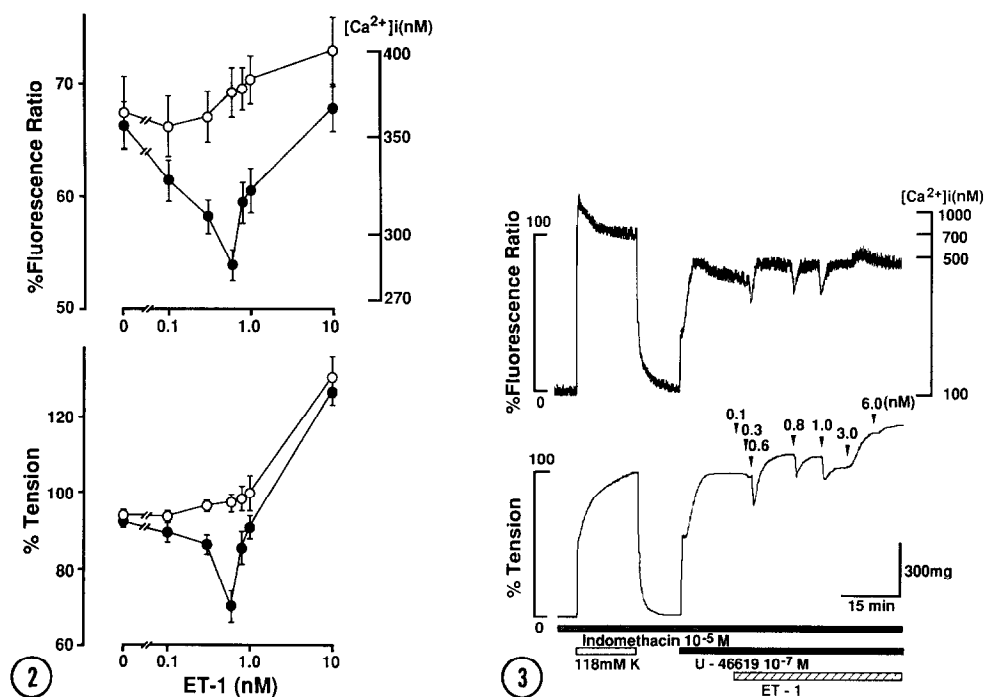 [Ca²⁺]i(nM)
400
350
300
270
%Fluorescence Ratio
70
60
50
0 0.1 1.0 10
% Tension
120
100
80
60
0 0.1 1.0 10
ET-1 (nM)
2
[Ca²⁺]i(nM)
1000
700
500
100
%Fluorescence Ratio
100
0
6.0(nM)
0.1
0.3
0.6
0.8
1.0
3.0
% Tension
100
0
300mg
15 min
Indomethacin 10⁻⁵ M
118mM K
U - 46619 10⁻⁷ M
ET - 1
3